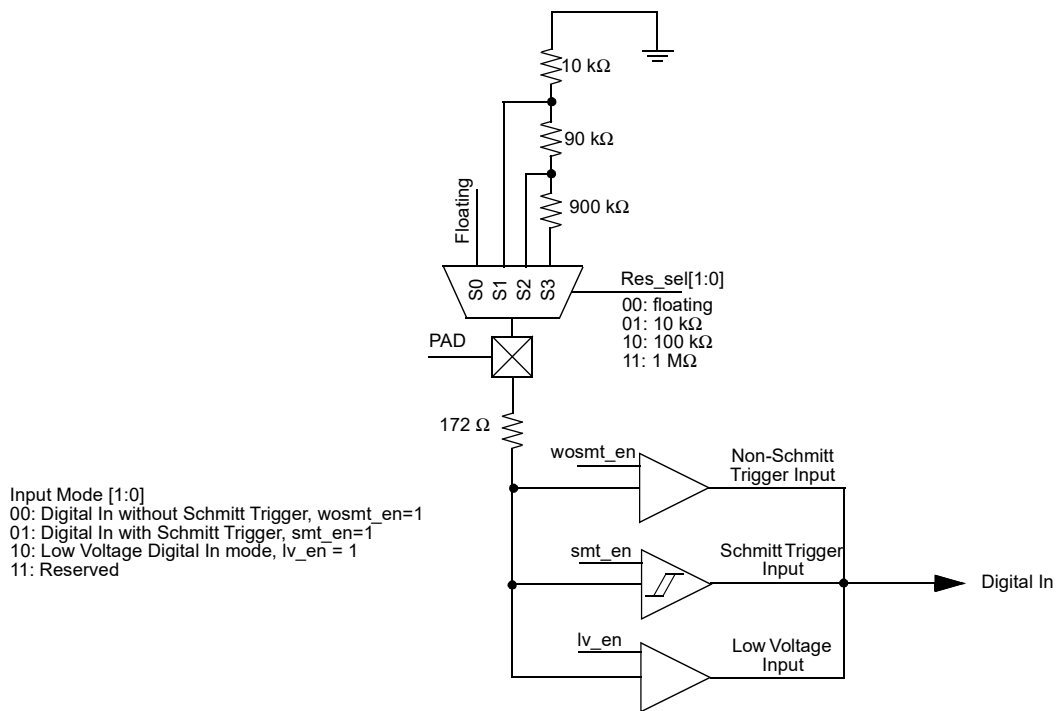 10 kΩ
90 kΩ
900 kΩ
Floating
S0
S1
S2
S3
Res_sel[1:0]
00: floating
01: 10 kΩ
10: 100 kΩ
11: 1 MΩ
PAD
172 Ω
wosmt_en
Non-Schmitt
Trigger Input
Input Mode [1:0]
00: Digital In without Schmitt Trigger, wosmt_en=1
01: Digital In with Schmitt Trigger, smt_en=1
10: Low Voltage Digital In mode, lv_en = 1
11: Reserved
smt_en
Schmitt Trigger
Input
Digital In
lv_en
Low Voltage
Input